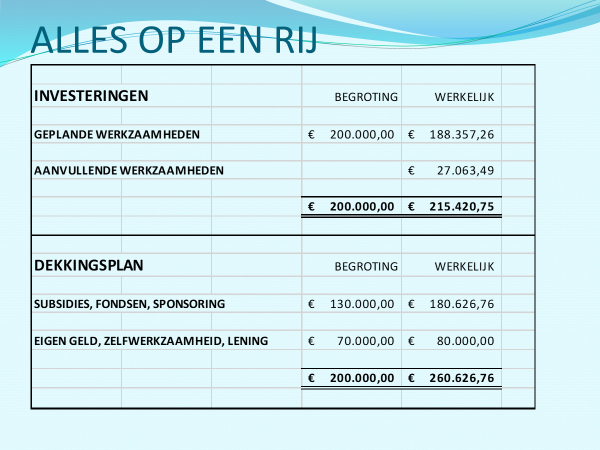 ALLES OP EEN RIJ
INVESTERINGEN BEGROTING WERKELIJK
GEPLANDE WERKZAAMHEDEN € 200.000,00 € 188.357,26
AANVULLENDE WERKZAAMHEDEN € 27.063,49
€ 200.000,00 € 215.420,75
DEKKINGSPLAN BEGROTING WERKELIJK
SUBSIDIES, FONDSEN, SPONSORING € 130.000,00 € 180.626,76
EIGEN GELD, ZELFWERKZAAMHEID, LENING € 70.000,00 € 80.000,00
€ 200.000,00 € 260.626,76